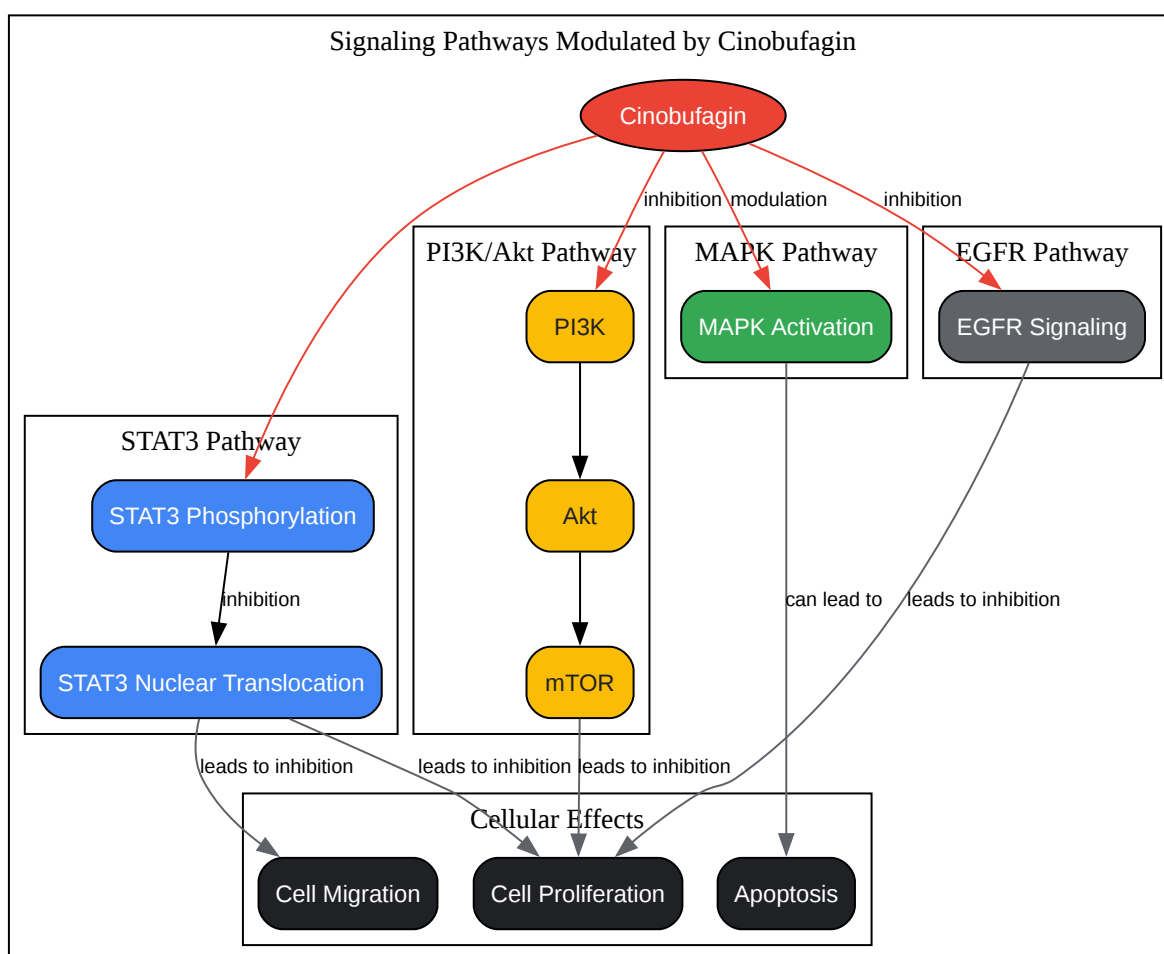 Signaling Pathways Modulated by Cinobufagin
Cinobufagin
inhibition
modulation
inhibition
PI3K/Akt Pathway
MAPK Pathway
EGFR Pathway
PI3K
MAPK Activation
EGFR Signaling
STAT3 Pathway
STAT3 Phosphorylation
Akt
inhibition
can lead to
leads to inhibition
STAT3 Nuclear Translocation
mTOR
leads to inhibition
leads to inhibition
leads to inhibition
Cellular Effects
Cell Migration
Cell Proliferation
Apoptosis